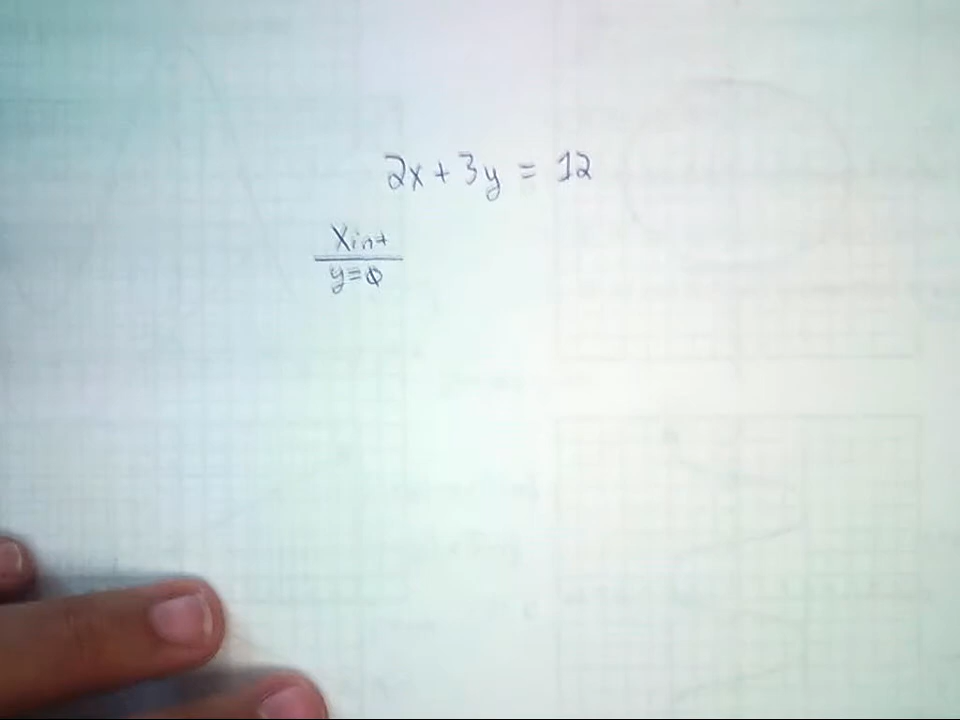 2x + 3y = 12
Xint
y=0